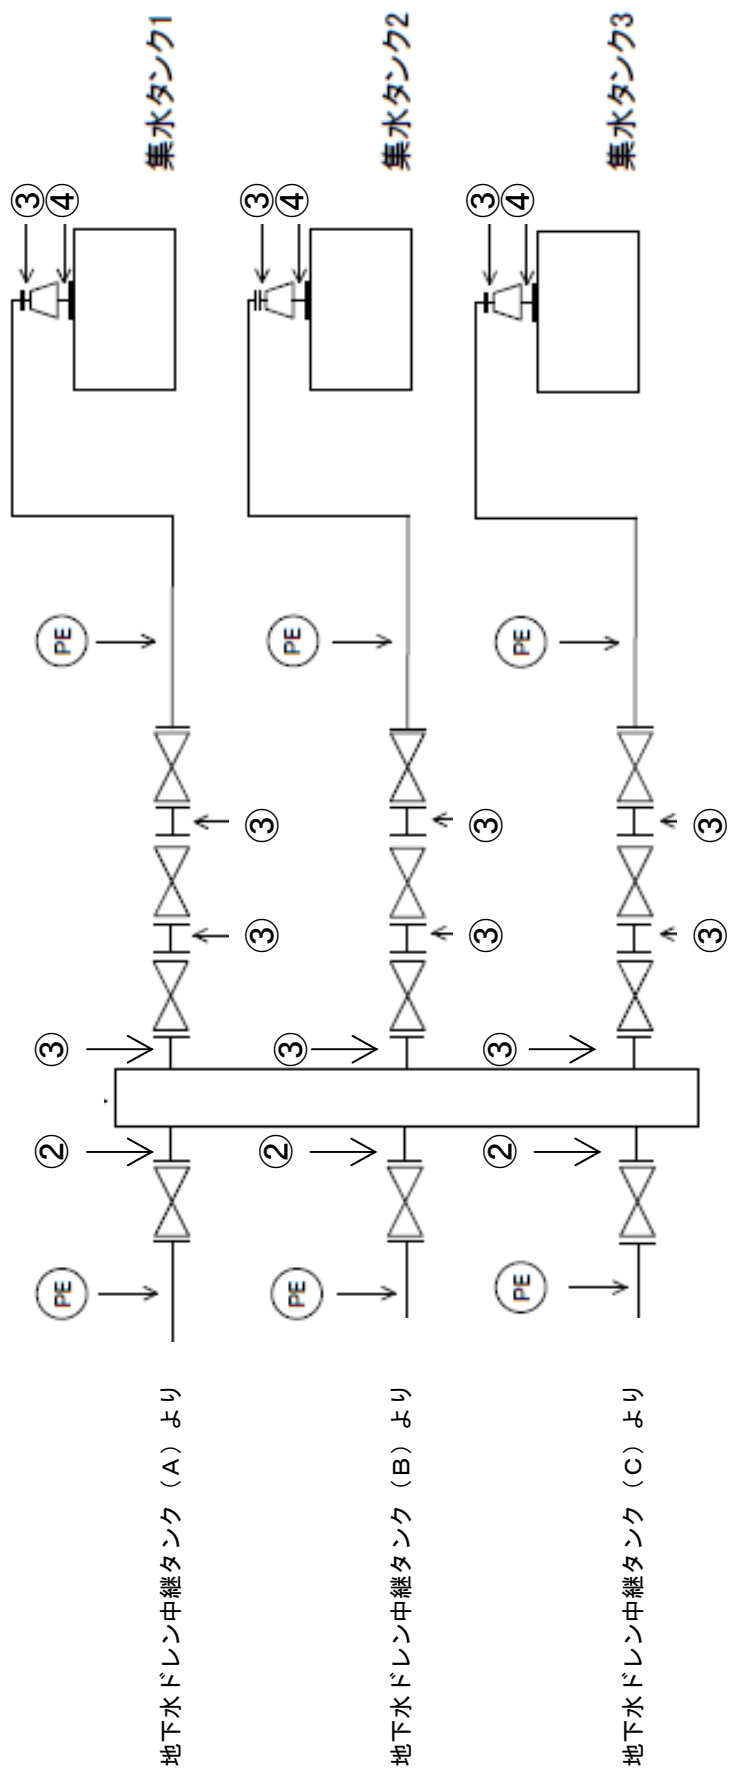 ③
④
PE
②
③
PE
地下水ドレン中継タンク（A）より
集水タンク1
③
③
③
④
PE
②
③
PE
地下水ドレン中継タンク（B）より
集水タンク2
③
③
③
④
PE
②
③
PE
地下水ドレン中継タンク（C）より
集水タンク3
③
③